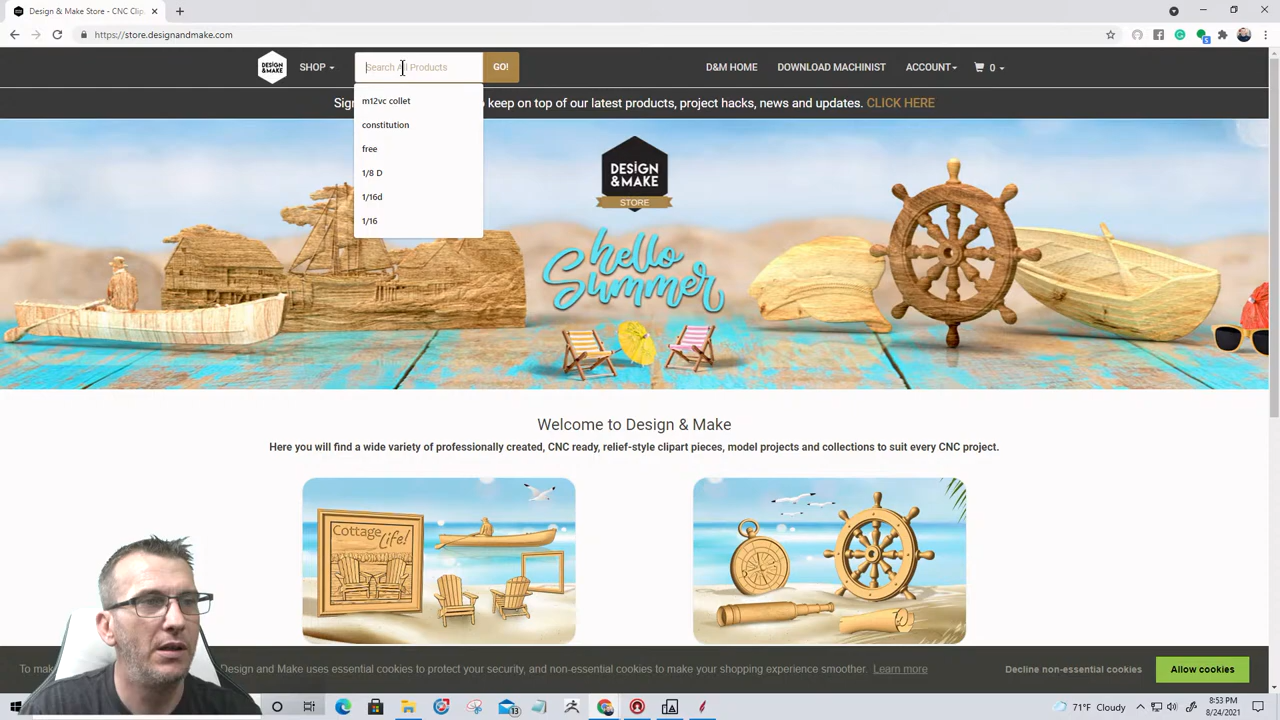 Design & Make Store - CNC Clip.
https://store.designandmake.com
5
DESIGN
&MAKE
SHOP
Search All Products
GO!
D&M HOME
DOWNLOAD MACHINIST
ACCOUNT
0
Sign
keep on top of our latest products, project hacks, news and updates. CLICK HERE
m12vc collet
constitution
free
1/8 D
1/16d
1/16
DESIGN
&MAKE
STORE
hello
Summer
Welcome to Design & Make
Here you will find a wide variety of professionally created, CNC ready, relief-style clipart pieces, model projects and collections to suit every CNC project.
Cottage
Life!
To ma
Design and Make uses essential cookies to protect your security, and non-essential cookies to make your shopping experience smoother. Learn more
Decline non-essential cookies
Allow cookies
13
71°F Cloudy
8:53 PM
8/24/2021